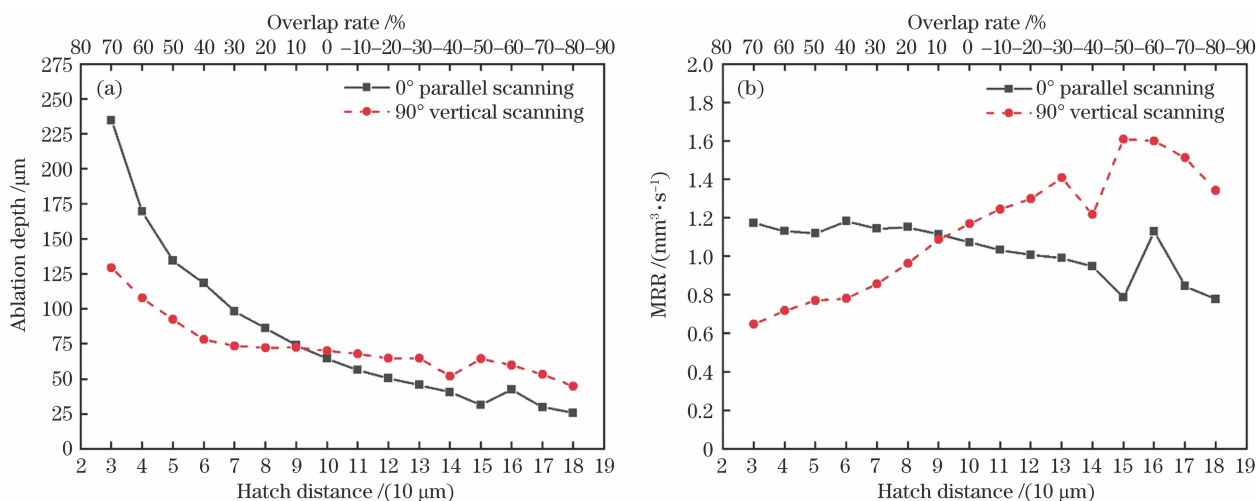 Overlap rate /%
80 70 60 50 40 30 20 10 0 –10 –20 –30 –40 –50 –60 –70 –80 –90
275
250
225
200
175
150
125
100
75
50
25
0
Ablation depth /μm
(a)
0° parallel scanning
90° vertical scanning
2 3 4 5 6 7 8 9 10 11 12 13 14 15 16 17 18 19
Hatch distance /(10 μm)
Overlap rate /%
80 70 60 50 40 30 20 10 0 –10 –20 –30 –40 –50 –60 –70 –80 –90
2.0
1.8
1.6
1.4
1.2
1.0
0.8
0.6
0.4
0.2
0
MRR /(mm³•s⁻¹)
(b)
0° parallel scanning
90° vertical scanning
2 3 4 5 6 7 8 9 10 11 12 13 14 15 16 17 18 19
Hatch distance /(10 μm)